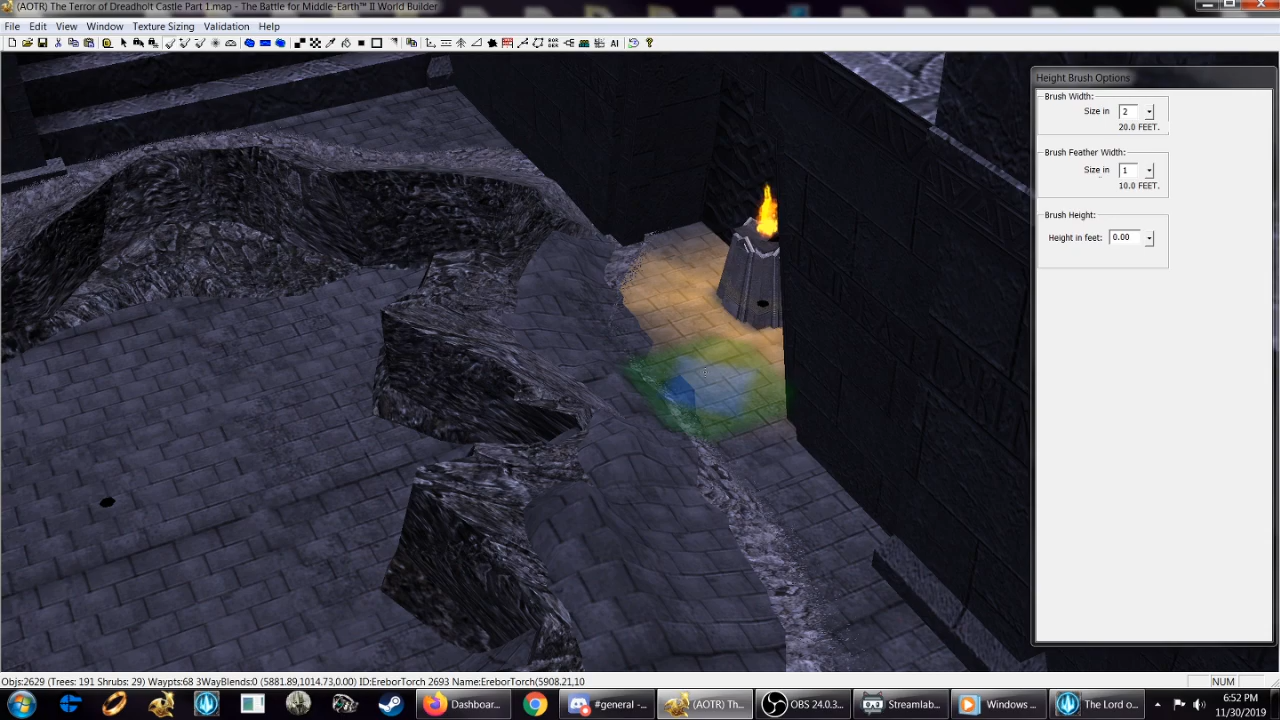 (AOTR) The Terror of Dreadholt Castle Part 1.map - The Battle for Middle-Earth™ II World Builder
File Edit View Window Texture Sizing Validation Help
AI
Height Brush Options
Brush Width:
Size in 2
20.0 FEET.
Brush Feather Width:
Size in 1
10.0 FEET.
Brush Height:
Height in feet: 0.00
Objs:2629 (Trees: 191 Shrubs: 29) Waypts:68 3WayBlends:0 (5881.89,1014.73,0.00) ID:EreborTorch 2693 Name:EreborTorch(5908,21,10
NUM
Dashboar... #general -... (AOTR) Th... OBS 24.0.3... Streamlab... Windows ... The Lord o... 6:52 PM
11/30/2019